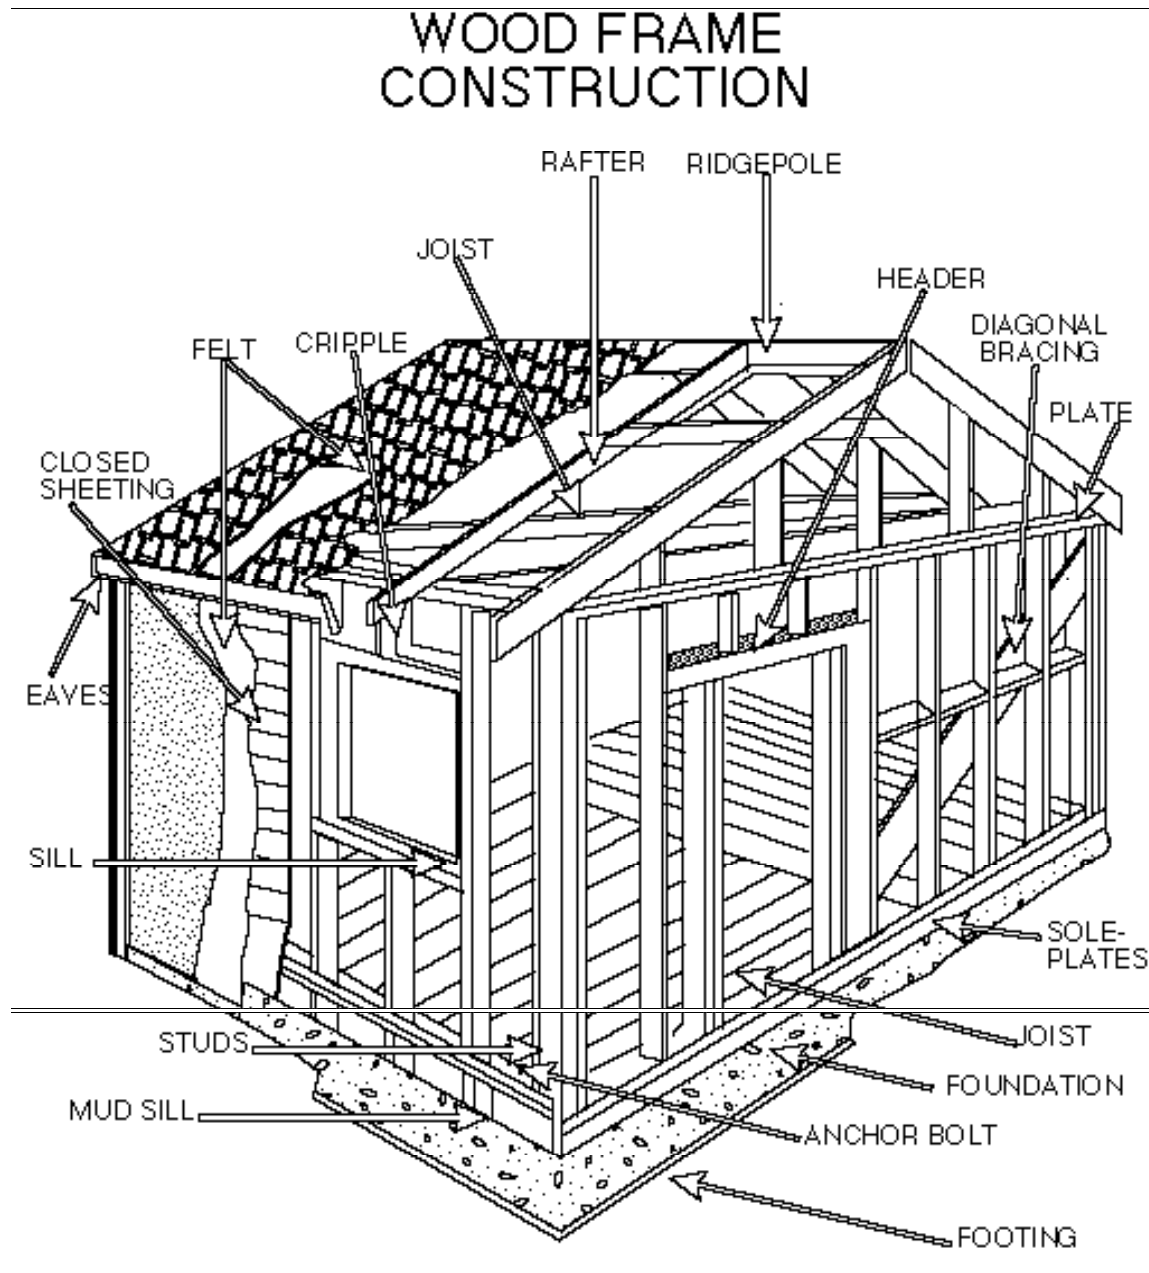 WOOD FRAME
CONSTRUCTION
RAFTER
RIDGEPOLE
JOIST
HEADER
DIAGONAL
BRACING
FELT
CRIPPLE
PLATE
CLOSED
SHEETING
EAVES
SILL
SOLE-
PLATES
STUDS
JOIST
FOUNDATION
MUD SILL
ANCHOR BOLT
FOOTING